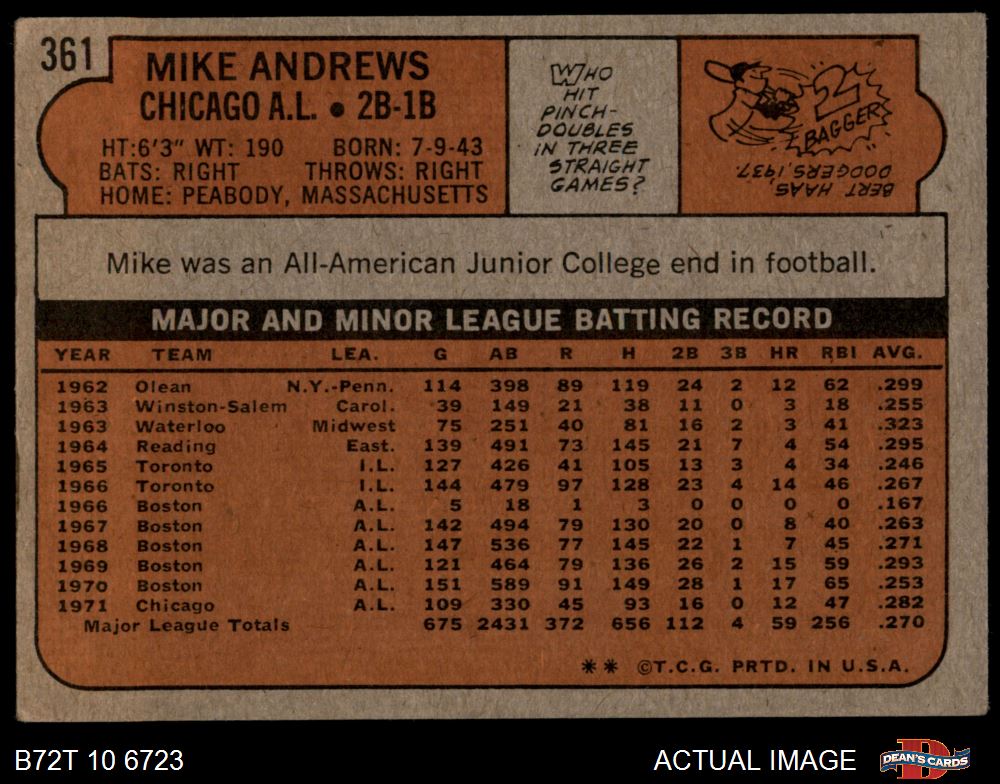 361
MIKE ANDREWS
CHICAGO A.L. • 2B-1B
HT:6'3" WT: 190 BORN: 7-9-43
BATS: RIGHT THROWS: RIGHT
HOME: PEABODY, MASSACHUSETTS
WHO
HIT
PINCH-
DOUBLES
IN THREE
STRAIGHT
GAMES?
2
BAGGER
BERT HAAS,
DODGERS, 1937.
Mike was an All-American Junior College end in football.
MAJOR AND MINOR LEAGUE BATTING RECORD
YEAR TEAM LEA. G AB R H 2B 3B HR RBI AVG.
1962 Olean N.Y.-Penn. 114 398 89 119 24 2 12 62 .299
1963 Winston-Salem Carol. 39 149 21 38 11 0 3 18 .255
1963 Waterloo Midwest 75 251 40 81 16 2 3 41 .323
1964 Reading East. 139 491 73 145 21 7 4 54 .295
1965 Toronto I.L. 127 426 41 105 13 3 4 34 .246
1966 Toronto I.L. 144 479 97 128 23 4 14 46 .267
1966 Boston A.L. 5 18 1 3 0 0 0 0 .167
1967 Boston A.L. 142 494 79 130 20 0 8 40 .263
1968 Boston A.L. 147 536 77 145 22 1 7 45 .271
1969 Boston A.L. 121 464 79 136 26 2 15 59 .293
1970 Boston A.L. 151 589 91 149 28 1 17 65 .253
1971 Chicago A.L. 109 330 45 93 16 0 12 47 .282
Major League Totals 675 2431 372 656 112 4 59 256 .270
** ©T.C.G. PRTD. IN U.S.A.
B72T 10 6723
ACTUAL IMAGE
DEAN'S CARDS